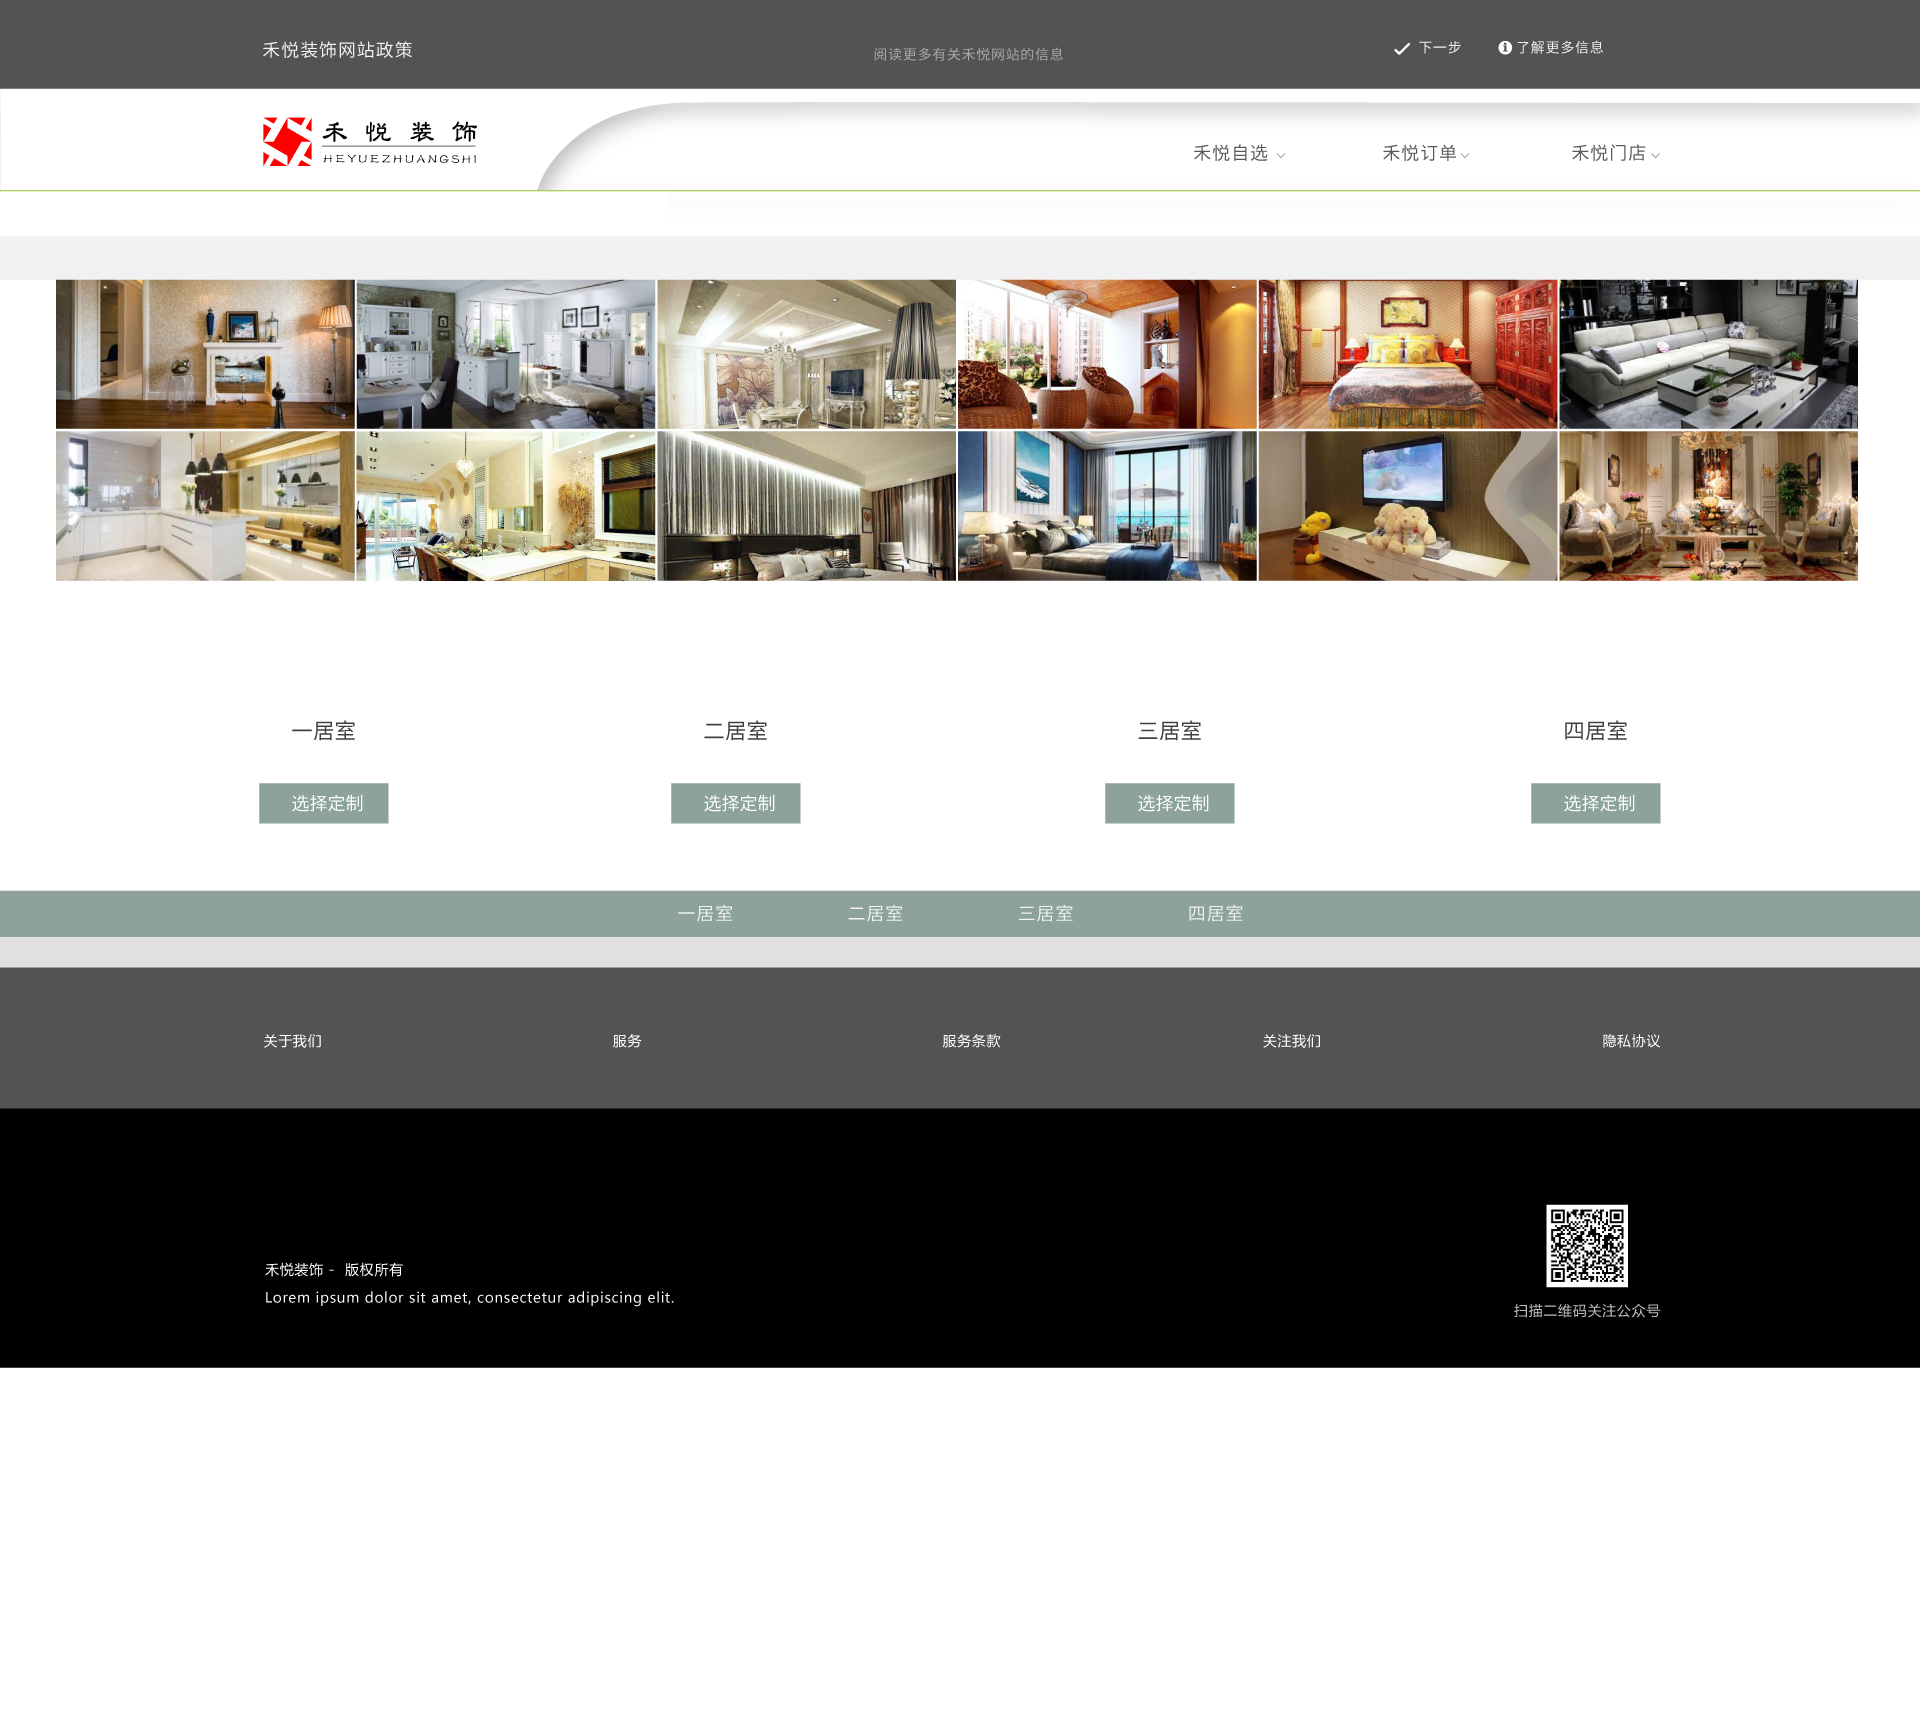 禾悦装饰网站政策
阅读更多有关禾悦网站的信息
下一步
了解更多信息
禾悦装饰
HEYUEZHUANGSHI
禾悦自选
禾悦订单
禾悦门店
一居室
二居室
三居室
四居室
选择定制
选择定制
选择定制
选择定制
一居室
二居室
三居室
四居室
关于我们
服务
服务条款
关注我们
隐私协议
禾悦装饰 - 版权所有
Lorem ipsum dolor sit amet, consectetur adipiscing elit.
扫描二维码关注公众号